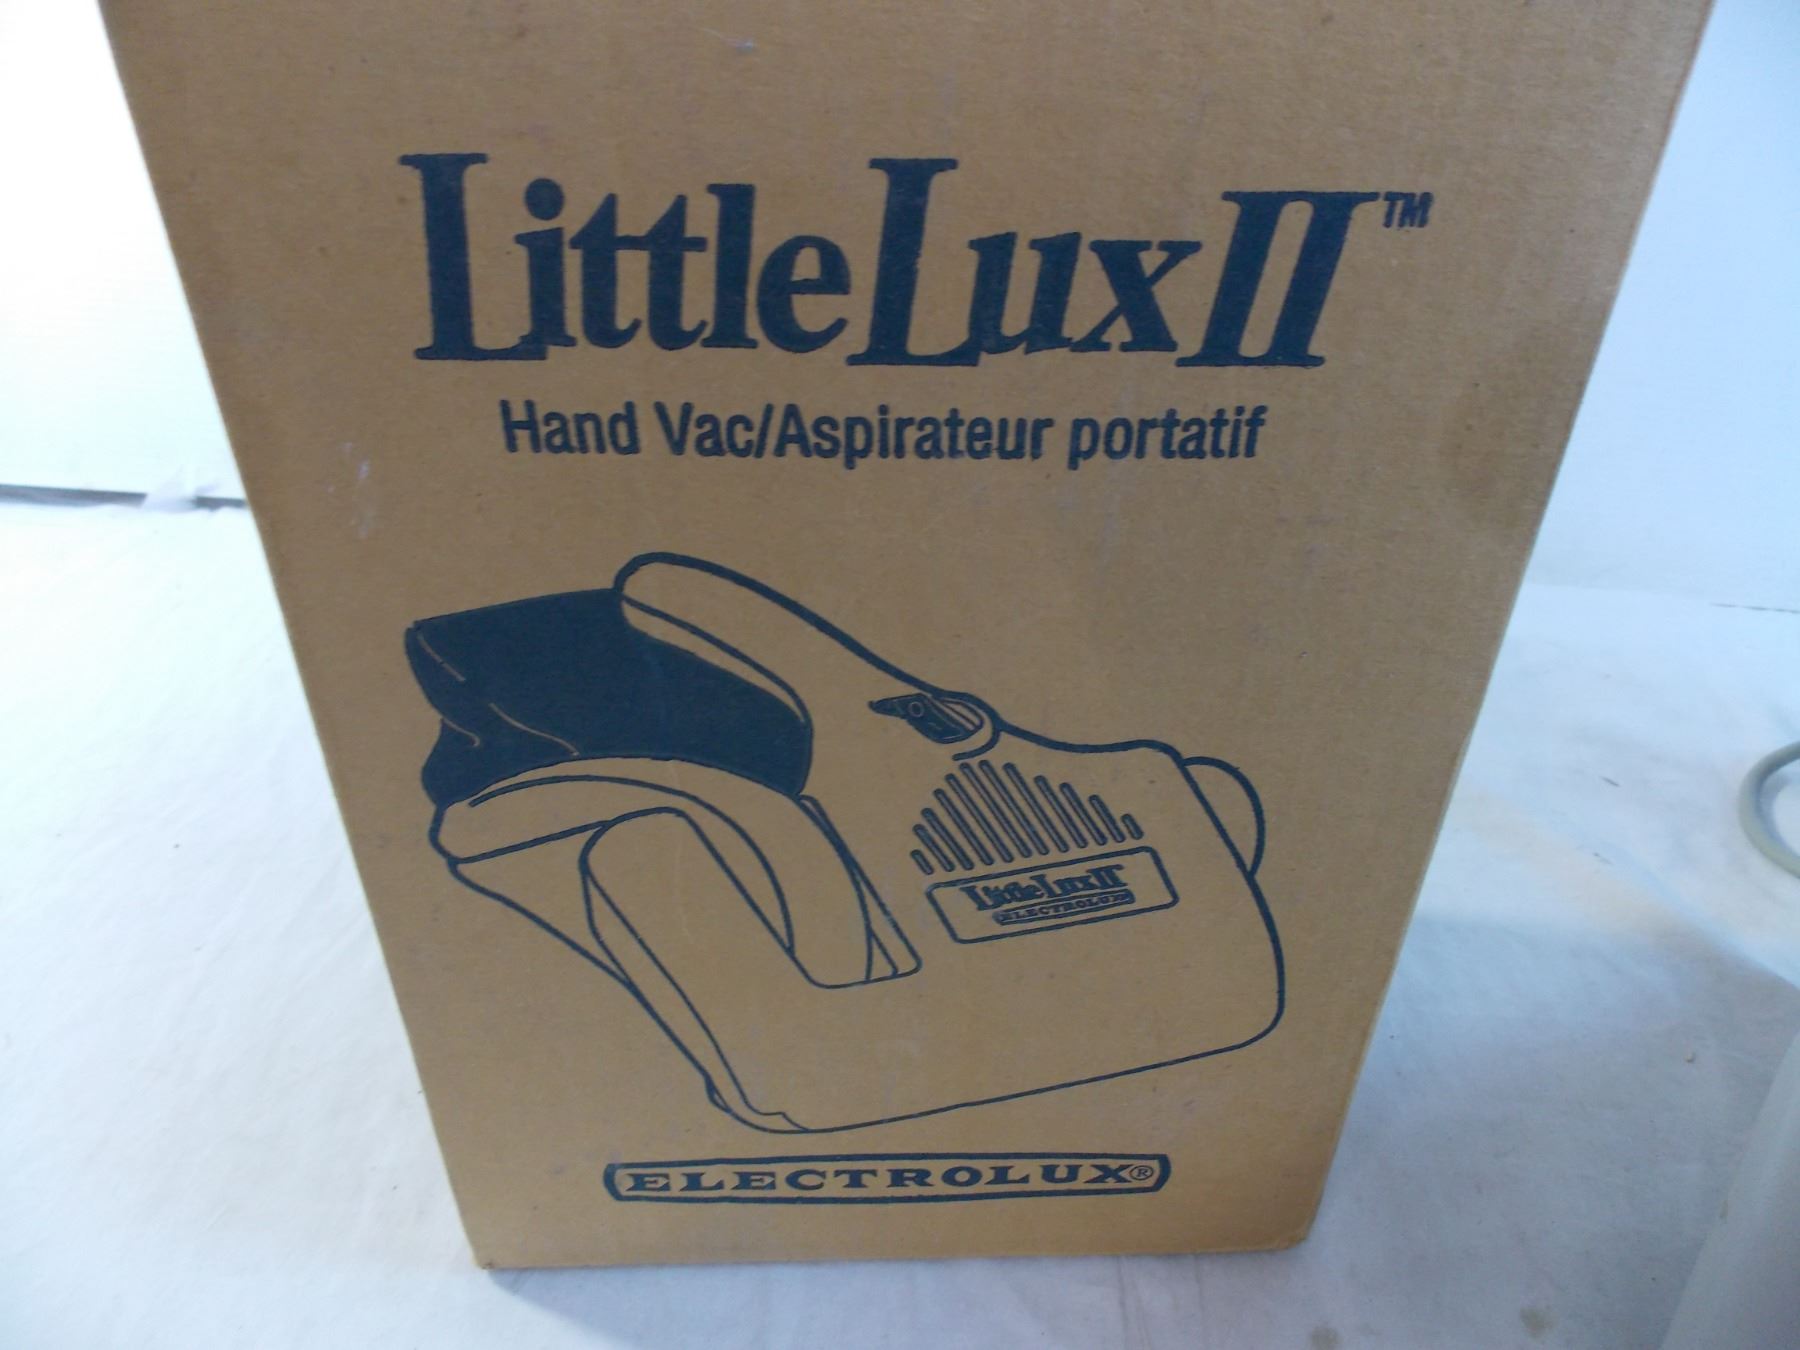 LittleLuxII™
Hand Vac/Aspirateur portatif
LittleLuxII
ELECTROLUX
ELECTROLUX®